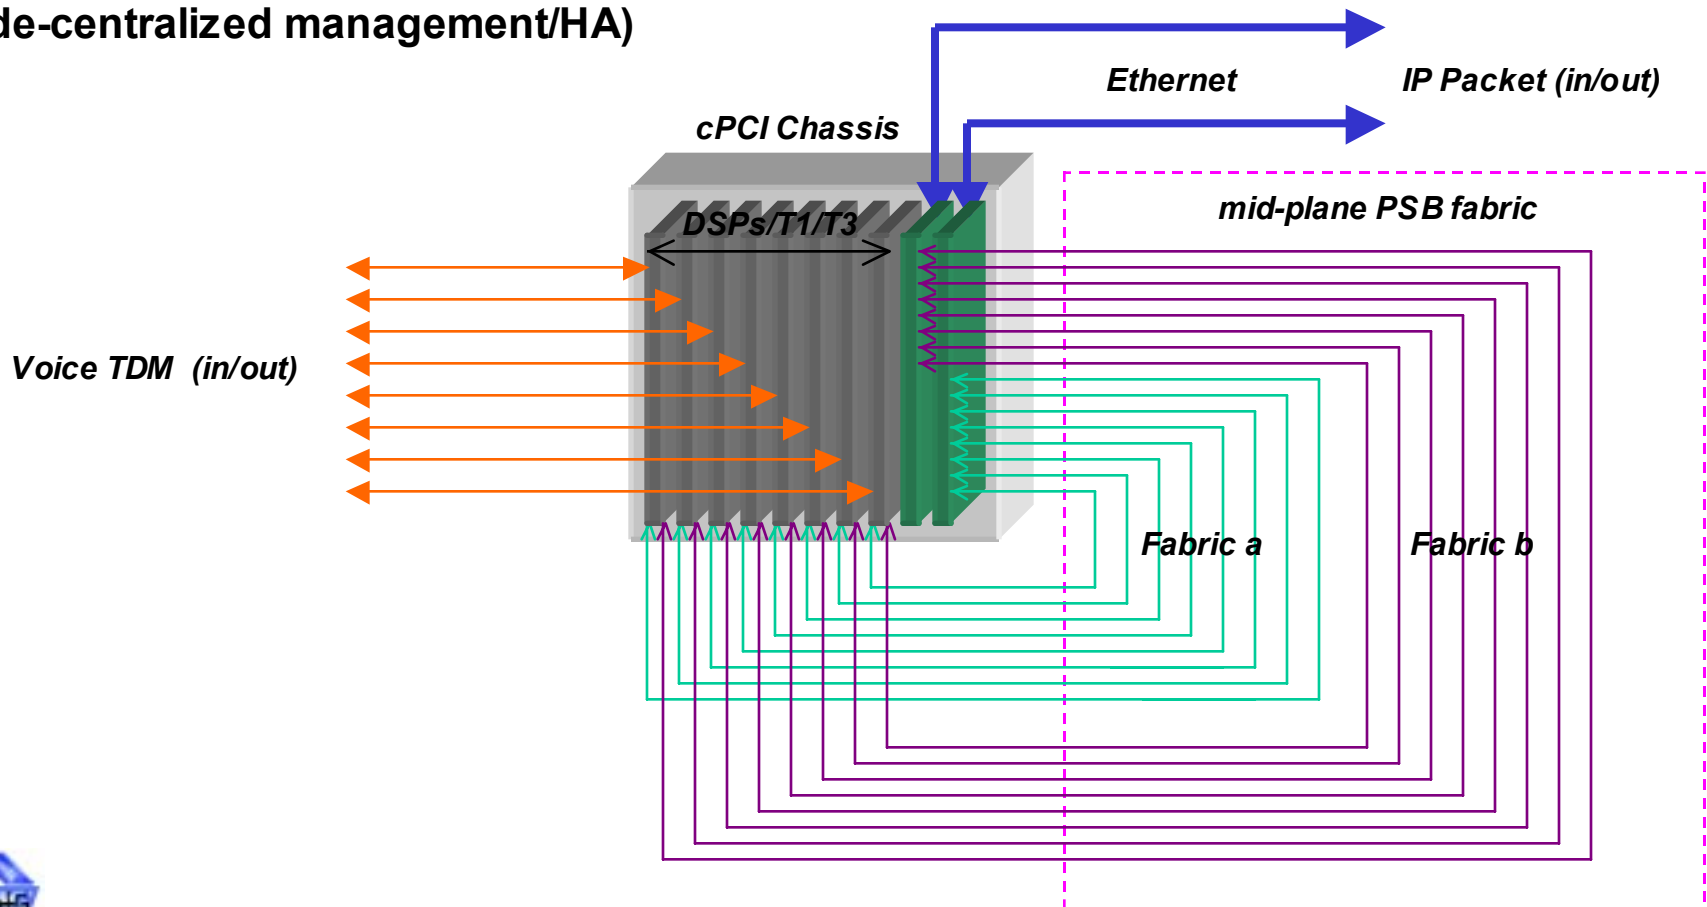 de-centralized management/HA)
Ethernet IP Packet (in/out)
cPCI Chassis
mid-plane PSB fabric
DSPs/T1/T3
Voice TDM (in/out)
Fabric a Fabric b